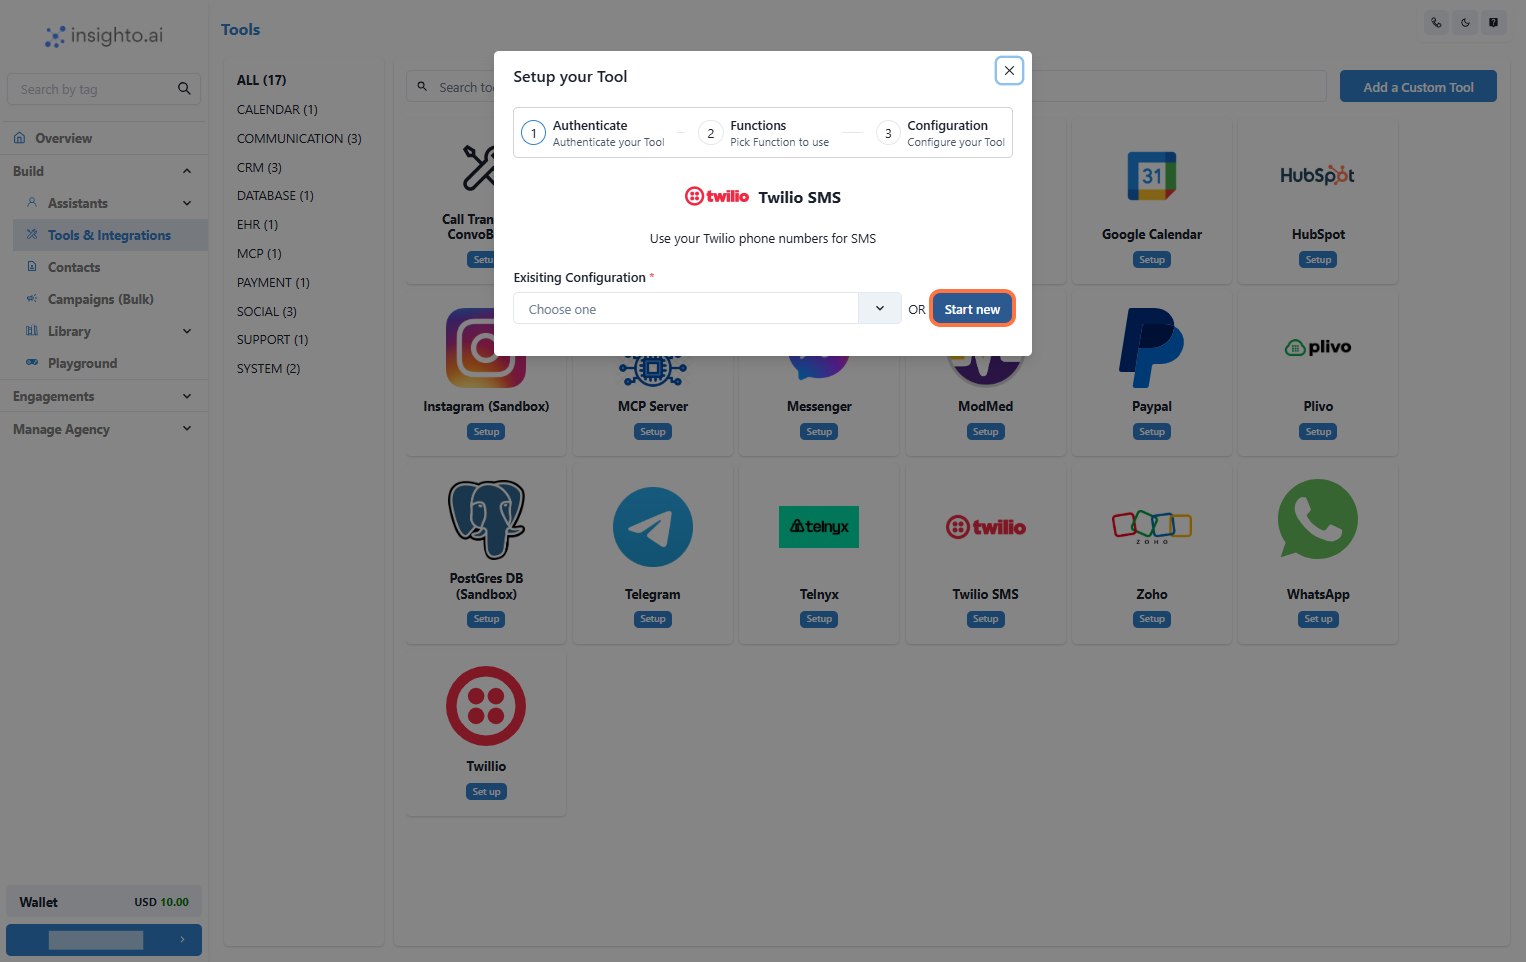 insighto.ai
Search by tag
Overview
Build
Assistants
Tools & Integrations
Contacts
Campaigns (Bulk)
Library
Playground
Engagements
Manage Agency
Wallet USD 10.00
Tools
ALL (17)
CALENDAR (1)
COMMUNICATION (3)
CRM (3)
DATABASE (1)
EHR (1)
MCP (1)
PAYMENT (1)
SOCIAL (3)
SUPPORT (1)
SYSTEM (2)
Add a Custom Tool
Setup your Tool
1 Authenticate
Authenticate your Tool
2 Functions
Pick Function to use
3 Configuration
Configure your Tool
twilio Twilio SMS
Use your Twilio phone numbers for SMS
Exisiting Configuration *
Choose one
OR
Start new
31
Google Calendar
Setup
HubSpot
HubSpot
Setup
Instagram (Sandbox)
Setup
MCP Server
Setup
Messenger
Setup
ModMed
Setup
Paypal
Setup
plivo
Plivo
Setup
PostGres DB
(Sandbox)
Setup
Telegram
Setup
telnyx
Telnyx
Setup
twilio
Twilio SMS
Setup
ZOHO
Zoho
Setup
WhatsApp
Set up
Twillio
Set up